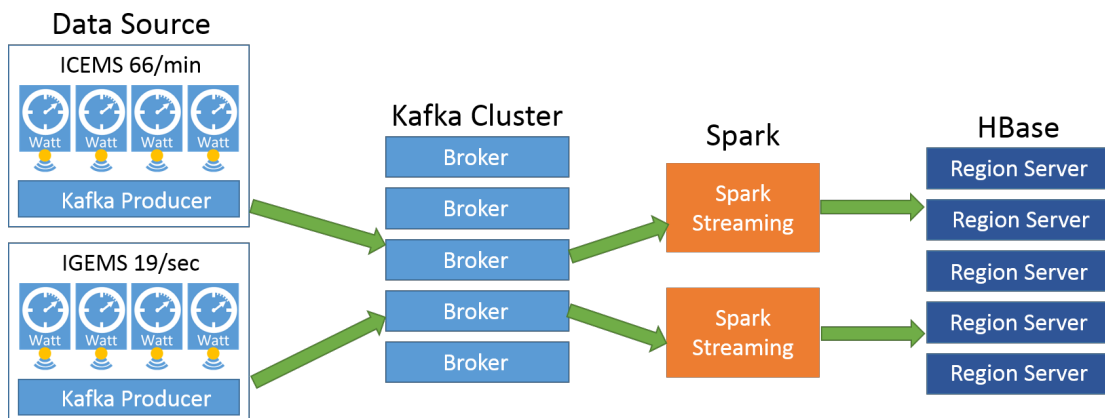 Data Source
ICEMS 66/min
Watt Watt Watt Watt
Kafka Producer
IGEMS 19/sec
Watt Watt Watt Watt
Kafka Producer
Kafka Cluster
Broker
Broker
Broker
Broker
Broker
Spark
Spark
Streaming
Spark
Streaming
HBase
Region Server
Region Server
Region Server
Region Server
Region Server